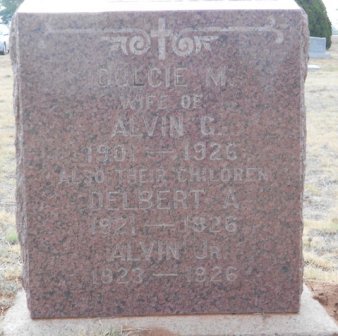 DULCIE M.
WIFE OF
ALVIN G.
1901 — 1926
ALSO THEIR CHILDREN
DELBERT A.
1921 — 1926
ALVIN JR.
1923 — 1926